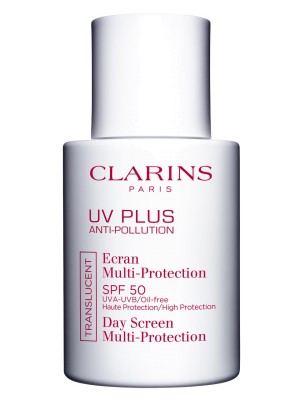 CLARINS
PARIS
UV PLUS
ANTI-POLLUTION
TRANSLUCENT
Ecran
Multi-Protection
SPF 50
UVA-UVB/Oil-free
Haute Protection/High Protection
Day Screen
Multi-Protection